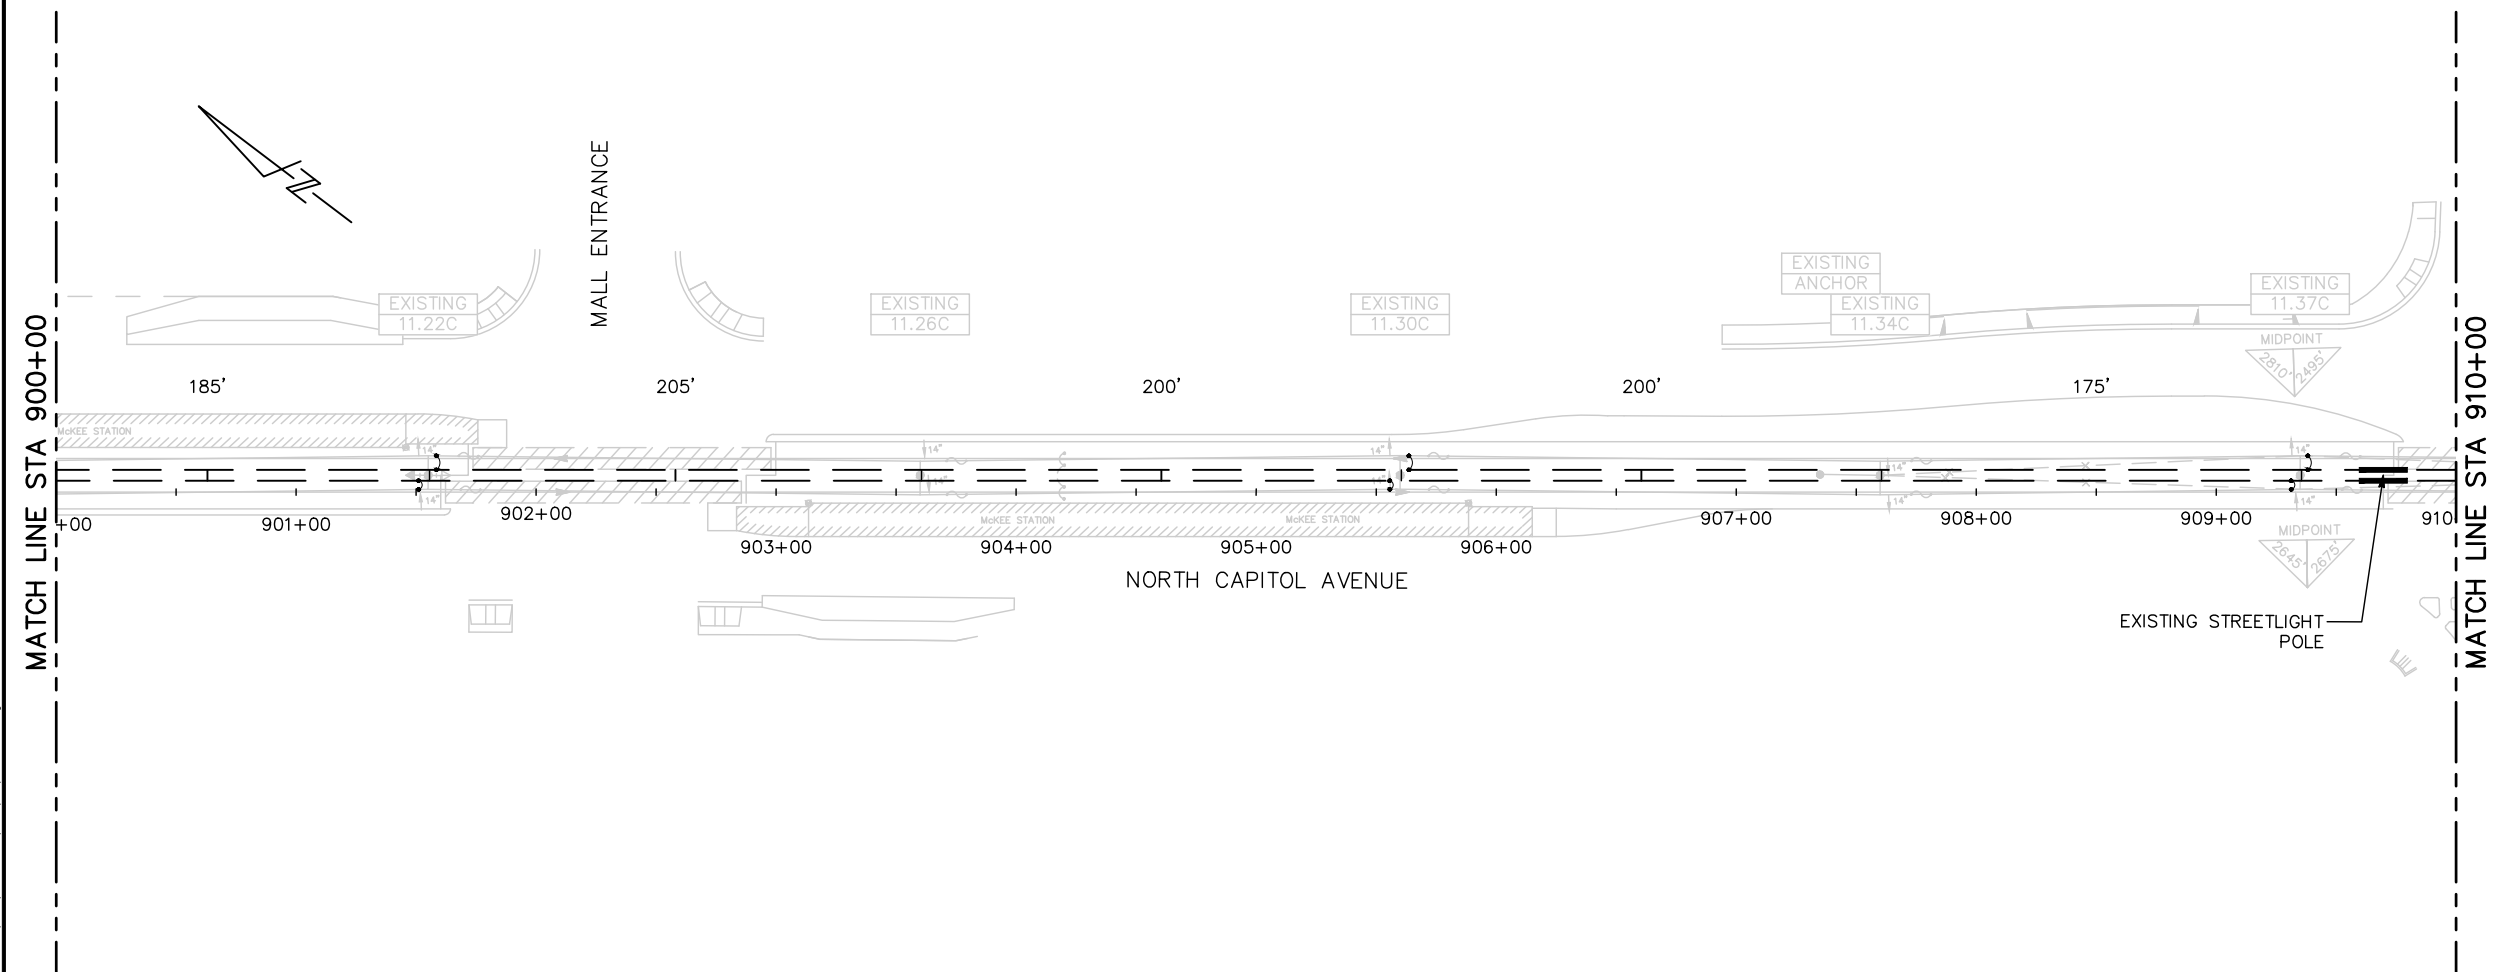 MATCH LINE STA 900+00
MALL ENTRANCE
EXISTING
ANCHOR
EXISTING
11.22C
EXISTING
11.26C
EXISTING
11.30C
EXISTING
11.34C
EXISTING
11.37C
MIDPOINT
2810' 2495'
185'
205'
200'
200'
175'
McKEE STATION
14"
14"
14"
14"
14"
14"
14"
14"
14"
14"
+00
901+00
902+00
903+00
904+00
905+00
906+00
907+00
908+00
909+00
910
McKEE STATION
McKEE STATION
MIDPOINT
2645' 2675'
NORTH CAPITOL AVENUE
EXISTING STREETLIGHT
POLE
MATCH LINE STA 910+00